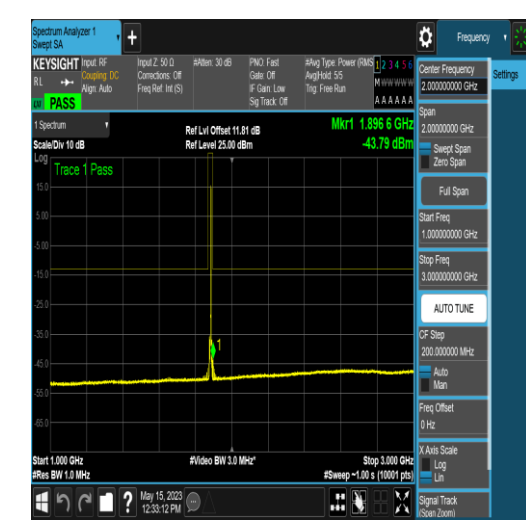 Spectrum Analyzer 1
Swept SA
Frequency
KEYSIGHT
RL
PASS
Input: RF
Coupling: DC
Align: Auto
Input Z: 50 Ω
Corrections: Off
Freq Ref: Int (S)
#Atten: 30 dB
PNO: Fast
Gate: Off
IF Gain: Low
Sig Track: Off
#Avg Type: Power (RMS
Avg|Hold: 5/5
Trig: Free Run
1 2 3 4 5 6
M W W W W W
A A A A A A
1 Spectrum
Scale/Div 10 dB
Log
Ref Lvl Offset 11.81 dB
Ref Level 25.00 dBm
Mkr1 1.896 6 GHz
-43.79 dBm
Trace 1 Pass
15.0
5.00
-5.00
-15.0
-25.0
-35.0
-45.0
-55.0
-65.0
1
Start 1.000 GHz
#Res BW 1.0 MHz
#Video BW 3.0 MHz*
Stop 3.000 GHz
#Sweep ~1.00 s (10001 pts)
May 15, 2023
12:33:12 PM
?
Center Frequency
2.000000000 GHz
Settings
Span
2.00000000 GHz
Swept Span
Zero Span
Full Span
Start Freq
1.000000000 GHz
Stop Freq
3.000000000 GHz
AUTO TUNE
CF Step
200.000000 MHz
Auto
Man
Freq Offset
0 Hz
X Axis Scale
Log
Lin
Signal Track
(Span Zoom)